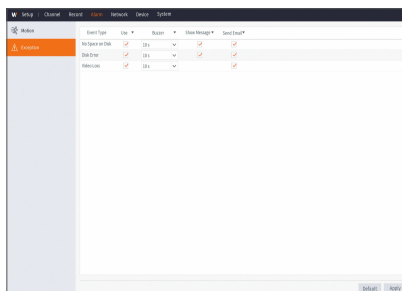 W Setup | Channel Record Alarm Network Device System
Motion
Exception
Event Type Use Buzzer Show Message Send Email
No Space on Disk 10 s
Disk Error 10 s
Video Loss 10 s
Default Apply